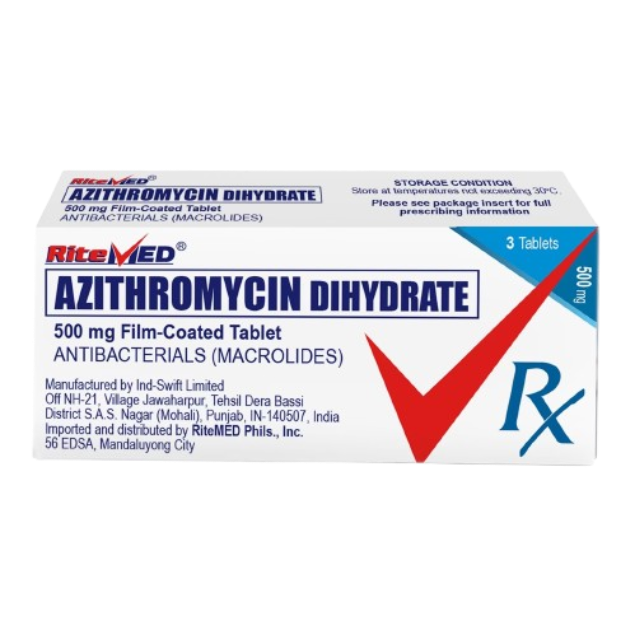 RiteMED®
AZITHROMYCIN DIHYDRATE
500 mg Film-Coated Tablet
ANTIBACTERIALS (MACROLIDES)
STORAGE CONDITION
Store at temperatures not exceeding 30°C.
Please see package insert for full
prescribing information
RiteMED®
AZITHROMYCIN DIHYDRATE
500 mg Film-Coated Tablet
ANTIBACTERIALS (MACROLIDES)
Manufactured by Ind-Swift Limited
Off NH-21, Village Jawaharpur, Tehsil Dera Bassi
District S.A.S. Nagar (Mohali), Punjab, IN-140507, India
Imported and distributed by RiteMED Phils., Inc.
56 EDSA, Mandaluyong City
3 Tablets
500 mg
Rx